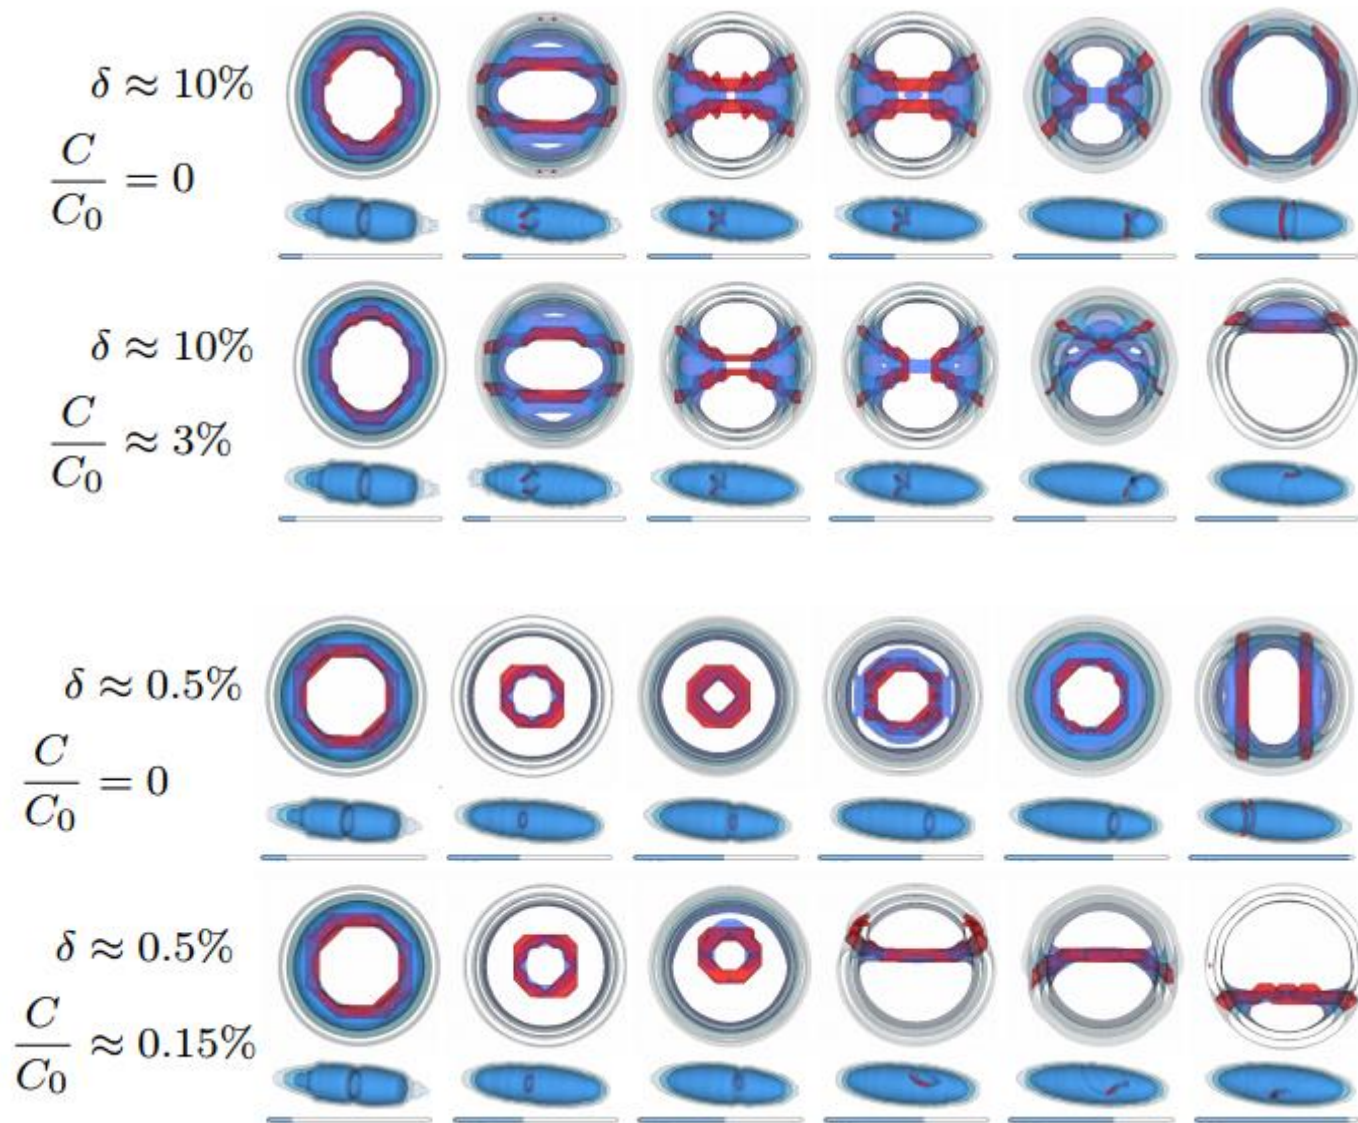 δ ≈ 10%
C/C₀ = 0
δ ≈ 10%
C/C₀ ≈ 3%
δ ≈ 0.5%
C/C₀ = 0
δ ≈ 0.5%
C/C₀ ≈ 0.15%